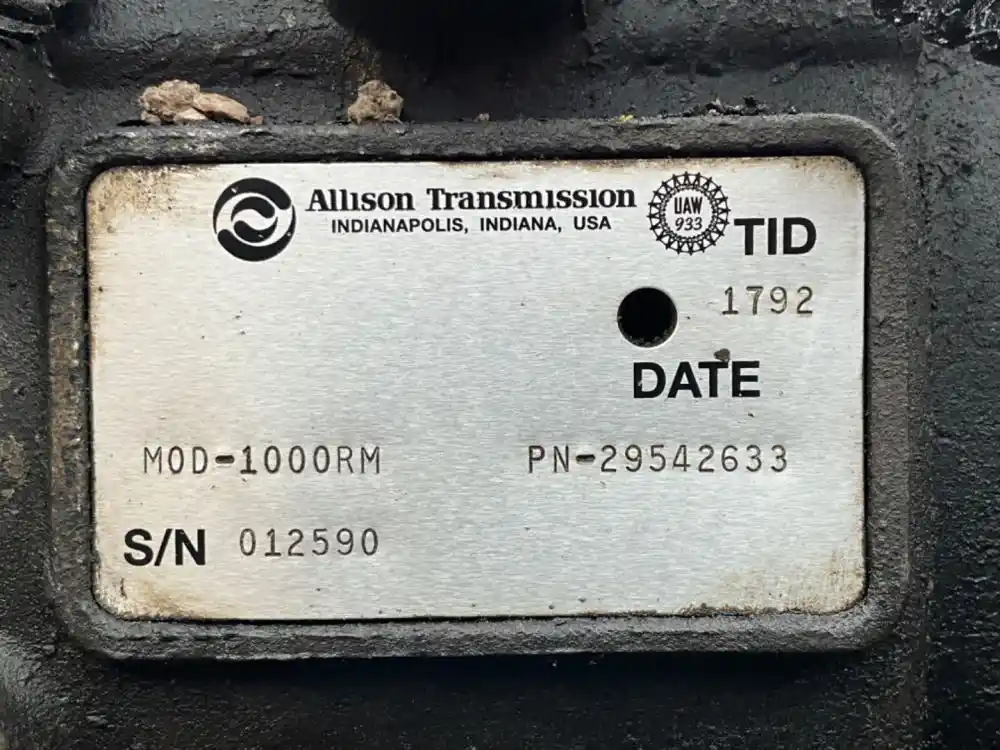 Allison Transmission
INDIANAPOLIS, INDIANA, USA
UAW
933
TID
1792
DATE
MOD-1000RM PN-29542633
S/N 012590